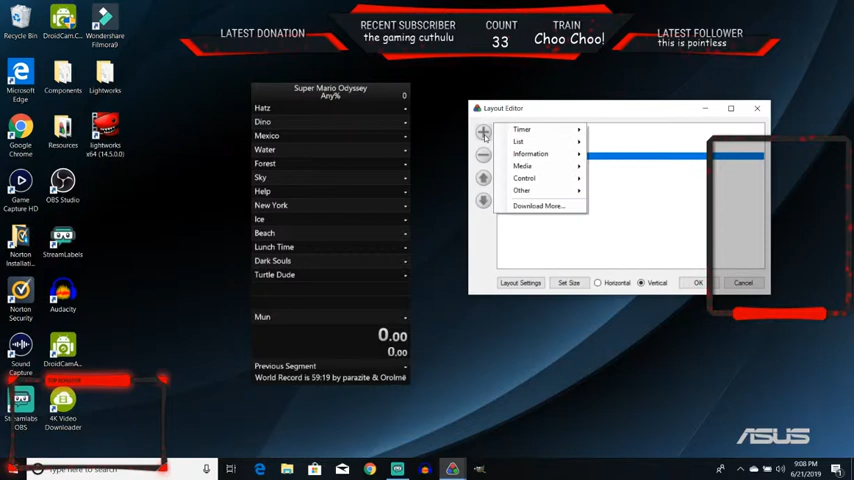 LATEST DONATION
RECENT SUBSCRIBER
the gaming cuthulu
COUNT
33
TRAIN
Choo Choo!
LATEST FOLLOWER
this is pointless
Recycle Bin
DroidCam.C...
Wondershare
Filmora9
Microsoft
Edge
Components
Lightworks
Google
Chrome
Resources
lightworks
x64 (14.5.0.0)
Game
Capture HD
OBS Studio
Norton
Installati...
StreamLabels
Norton
Security
Audacity
Sound
Capture
DroidCamA...
Streamlabs
OBS
4K Video
Downloader
Super Mario Odyssey
Any%
0
Hatz -
Dino -
Mexico -
Water -
Forest -
Sky -
Help -
New York -
Ice -
Beach -
Lunch Time -
Dark Souls -
Turtle Dude -
Mun -
0.00
0.00
Previous Segment -
World Record is 59:19 by parazite & Orolmë
Layout Editor
Timer
List
Information
Media
Control
Other
Download More...
Layout Settings
Set Size
Horizontal
Vertical
OK
Cancel
ASUS
Type here to search
9:08 PM
6/21/2019